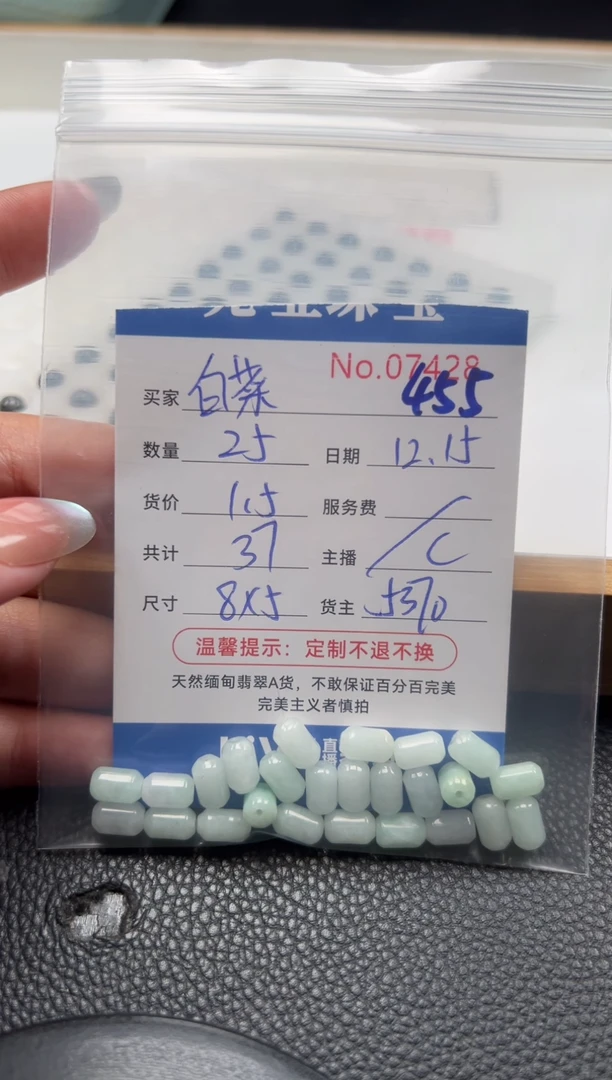 No.07428
买家 白菜 455
数量 25 日期 12.15
货价 1.5 服务费 /
共计 37 主播 C
尺寸 8X5 货主 5370
温馨提示：定制不退不换
天然缅甸翡翠A货，不敢保证百分百完美
完美主义者慎拍
直播